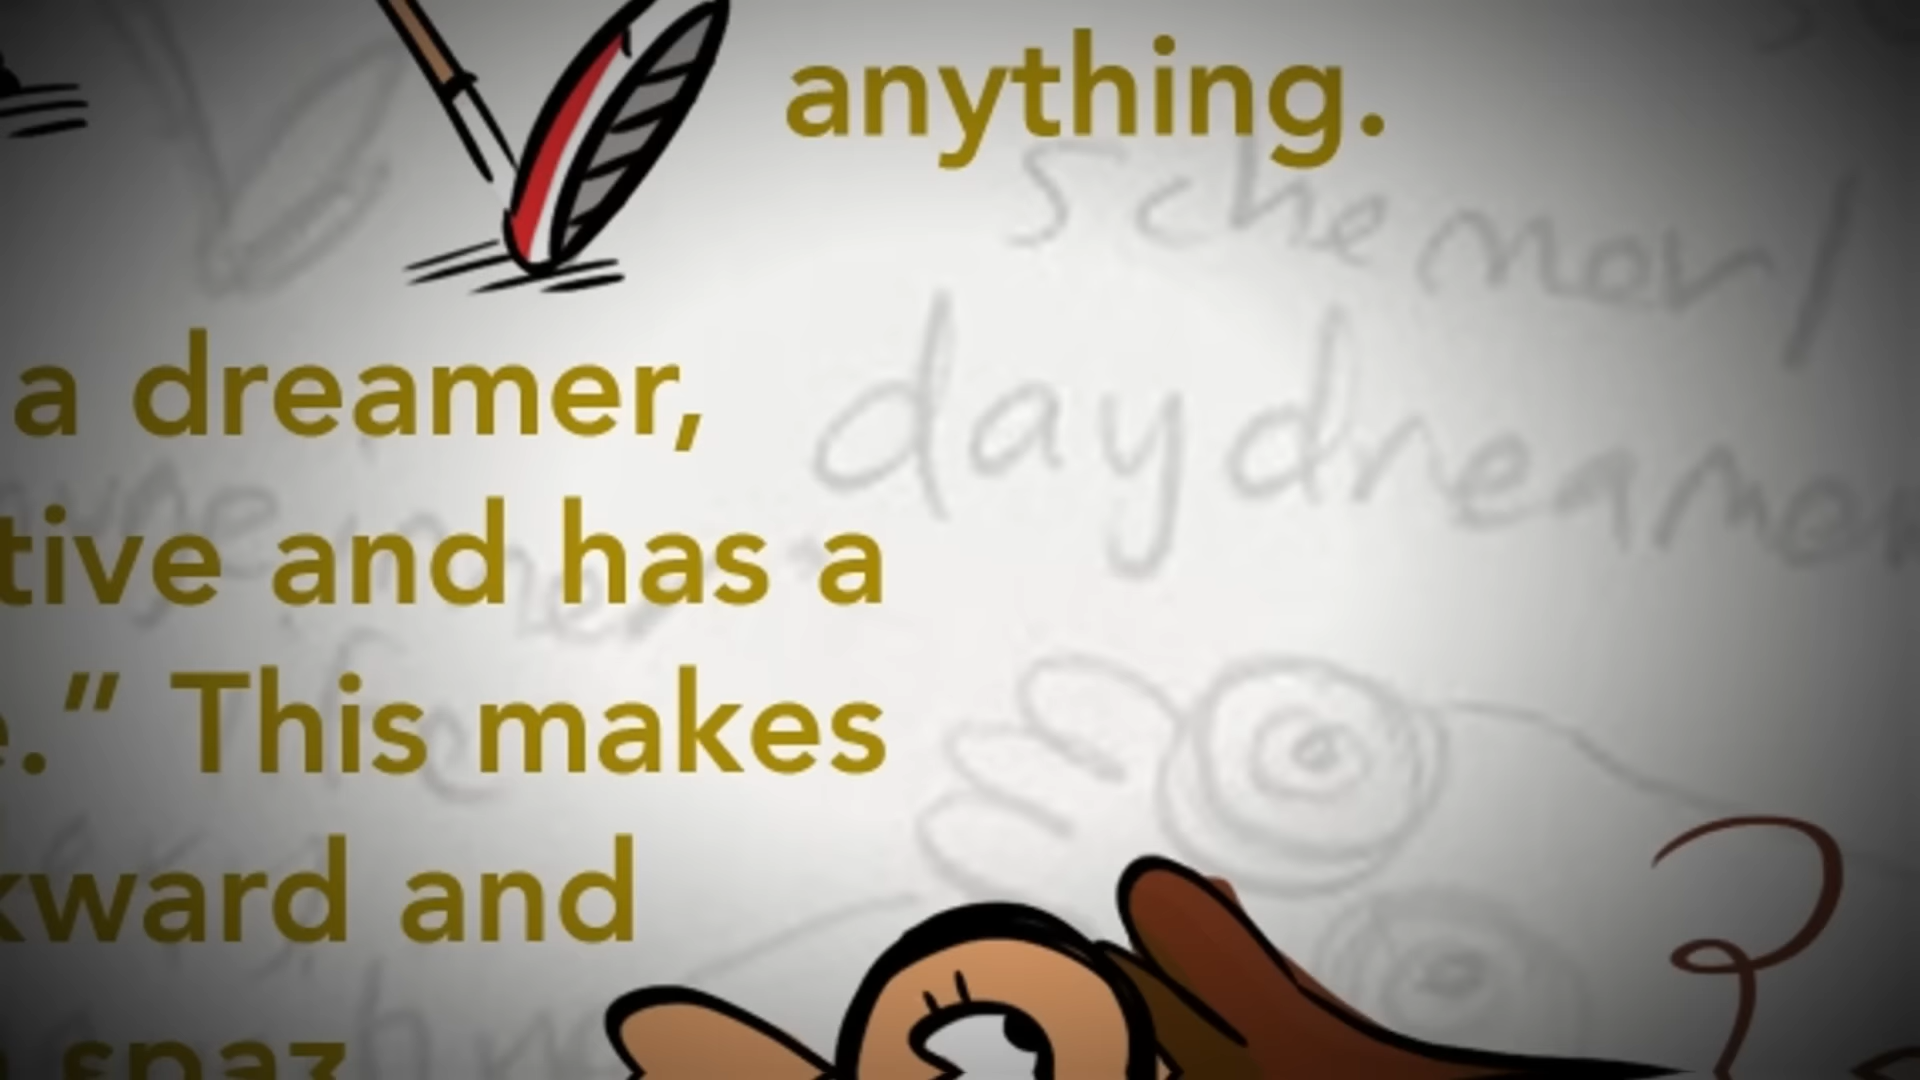 anything.
schemer/
daydreamer
a dreamer,
tive and has a
e.” This makes
kward and